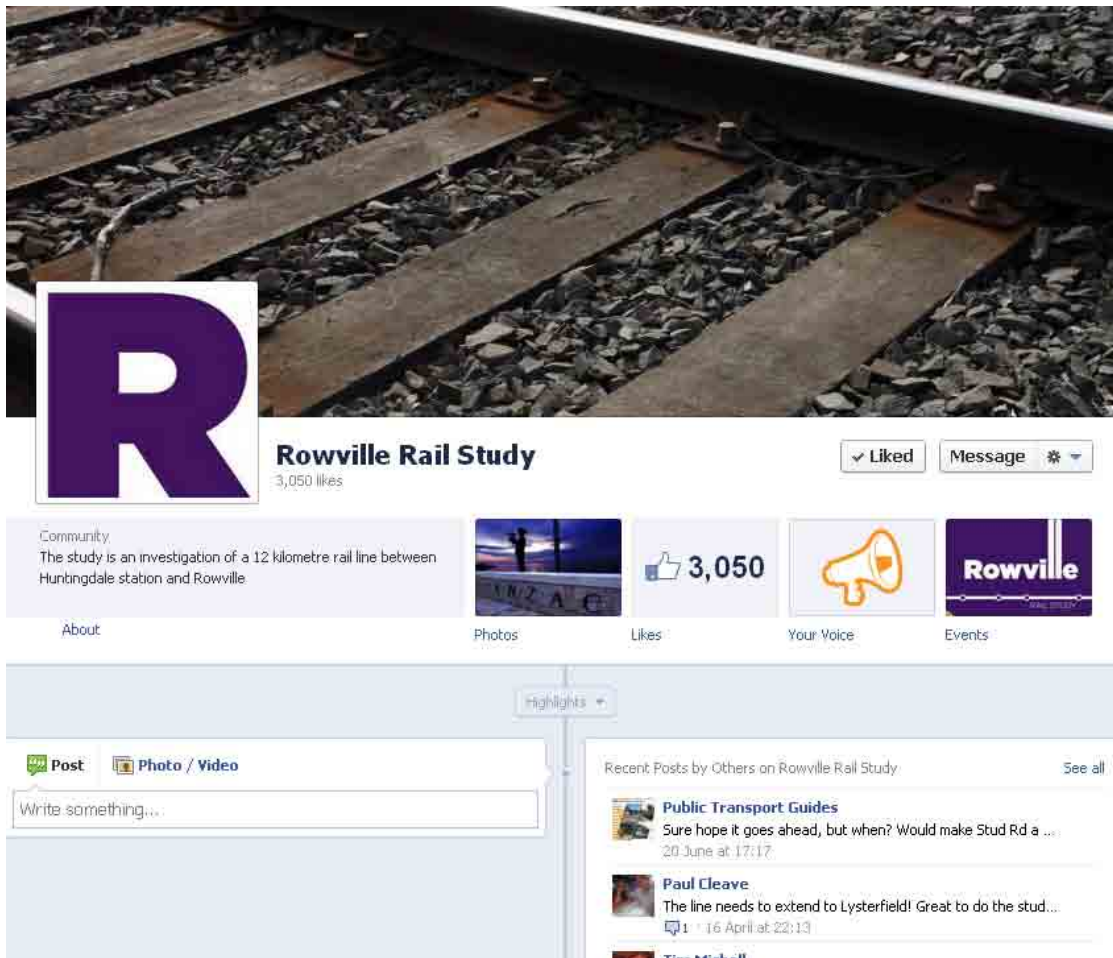 R
Rowville Rail Study
3,050 likes
Liked
Message
Community
The study is an investigation of a 12 kilometre rail line between
Huntingdale station and Rowville
About
ANZAC
Photos
3,050
Likes
Your Voice
Rowville
RAIL STUDY
Events
Highlights
Post
Photo / Video
Write something...
Recent Posts by Others on Rowville Rail Study
See all
Public Transport Guides
Sure hope it goes ahead, but when? Would make Stud Rd a ...
20 June at 17:17
Paul Cleave
The line needs to extend to Lysterfield! Great to do the stud...
1 · 16 April at 22:13